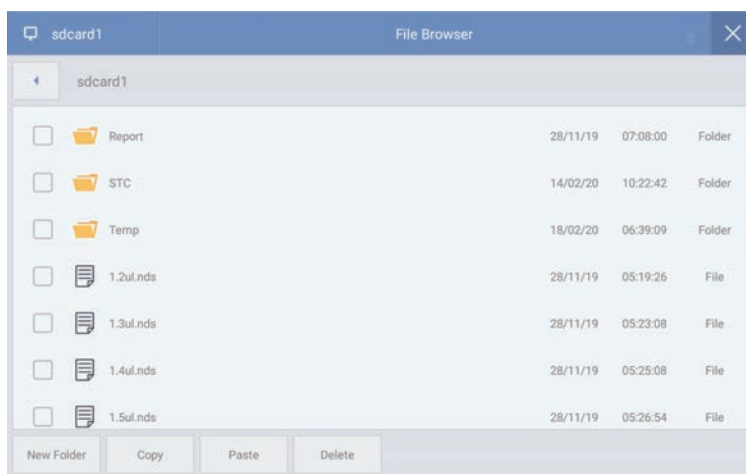 sdcard1 File Browser
sdcard1
Report 28/11/19 07:08:00 Folder
STC 14/02/20 10:22:42 Folder
Temp 18/02/20 06:39:09 Folder
1.2ul.nds 28/11/19 05:19:26 File
1.3ul.nds 28/11/19 05:23:08 File
1.4ul.nds 28/11/19 05:25:08 File
1.5ul.nds 28/11/19 05:26:54 File
New Folder Copy Paste Delete